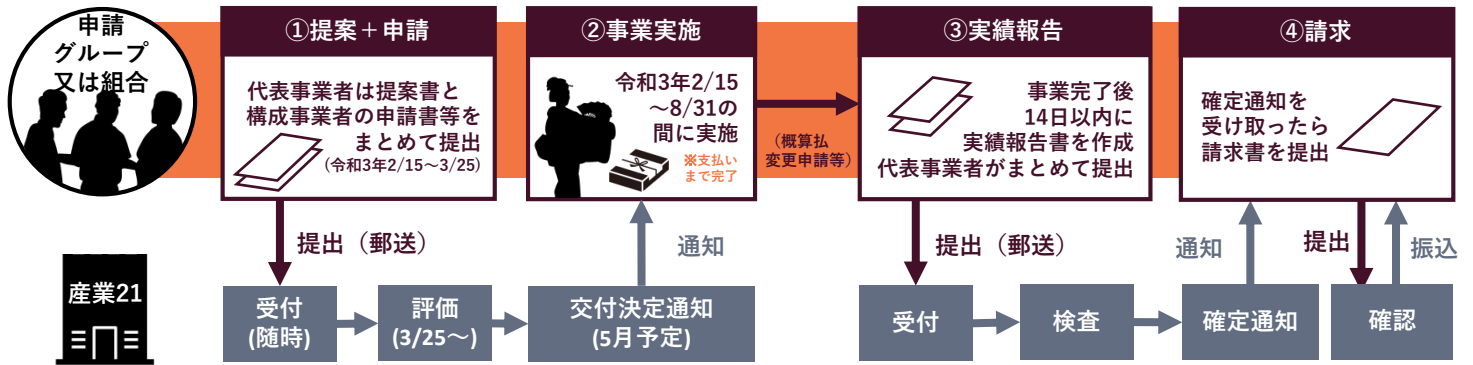 申請
グループ
又は組合
①提案＋申請
代表事業者は提案書と
構成事業者の申請書等を
まとめて提出
(令和3年2/15～3/25)
②事業実施
令和3年2/15
～8/31の
間に実施
※支払い
まで完了
（概算払
変更申請等）
③実績報告
事業完了後
14日以内に
実績報告書を作成
代表事業者がまとめて提出
④請求
確定通知を
受け取ったら
請求書を提出
提出（郵送）
通知
提出（郵送）
通知
提出
振込
産業21
受付
(随時)
評価
(3/25～)
交付決定通知
(5月予定)
受付
検査
確定通知
確認